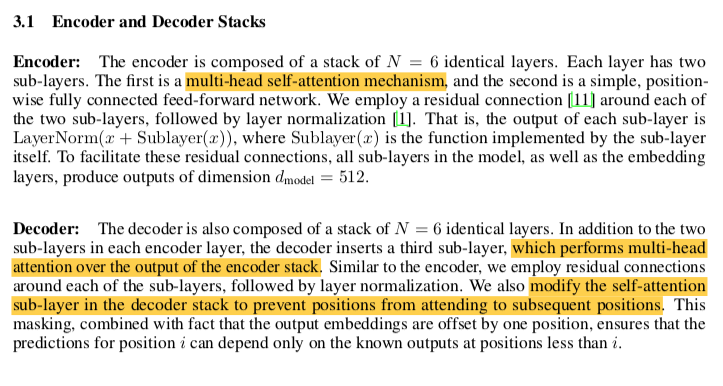 3.1 Encoder and Decoder Stacks
Encoder: The encoder is composed of a stack of N = 6 identical layers. Each layer has two
sub-layers. The first is a multi-head self-attention mechanism, and the second is a simple, position-
wise fully connected feed-forward network. We employ a residual connection [11] around each of
the two sub-layers, followed by layer normalization [1]. That is, the output of each sub-layer is
LayerNorm(x + Sublayer(x)), where Sublayer(x) is the function implemented by the sub-layer
itself. To facilitate these residual connections, all sub-layers in the model, as well as the embedding
layers, produce outputs of dimension dmodel = 512.
Decoder: The decoder is also composed of a stack of N = 6 identical layers. In addition to the two
sub-layers in each encoder layer, the decoder inserts a third sub-layer, which performs multi-head
attention over the output of the encoder stack. Similar to the encoder, we employ residual connections
around each of the sub-layers, followed by layer normalization. We also modify the self-attention
sub-layer in the decoder stack to prevent positions from attending to subsequent positions. This
masking, combined with fact that the output embeddings are offset by one position, ensures that the
predictions for position i can depend only on the known outputs at positions less than i.